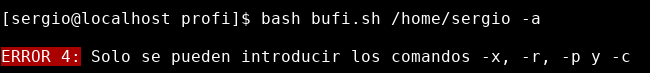 [sergio@localhost profi]$ bash bufi.sh /home/sergio -a
ERROR 4: Solo se pueden introducir los comandos -x, -r, -p y -c